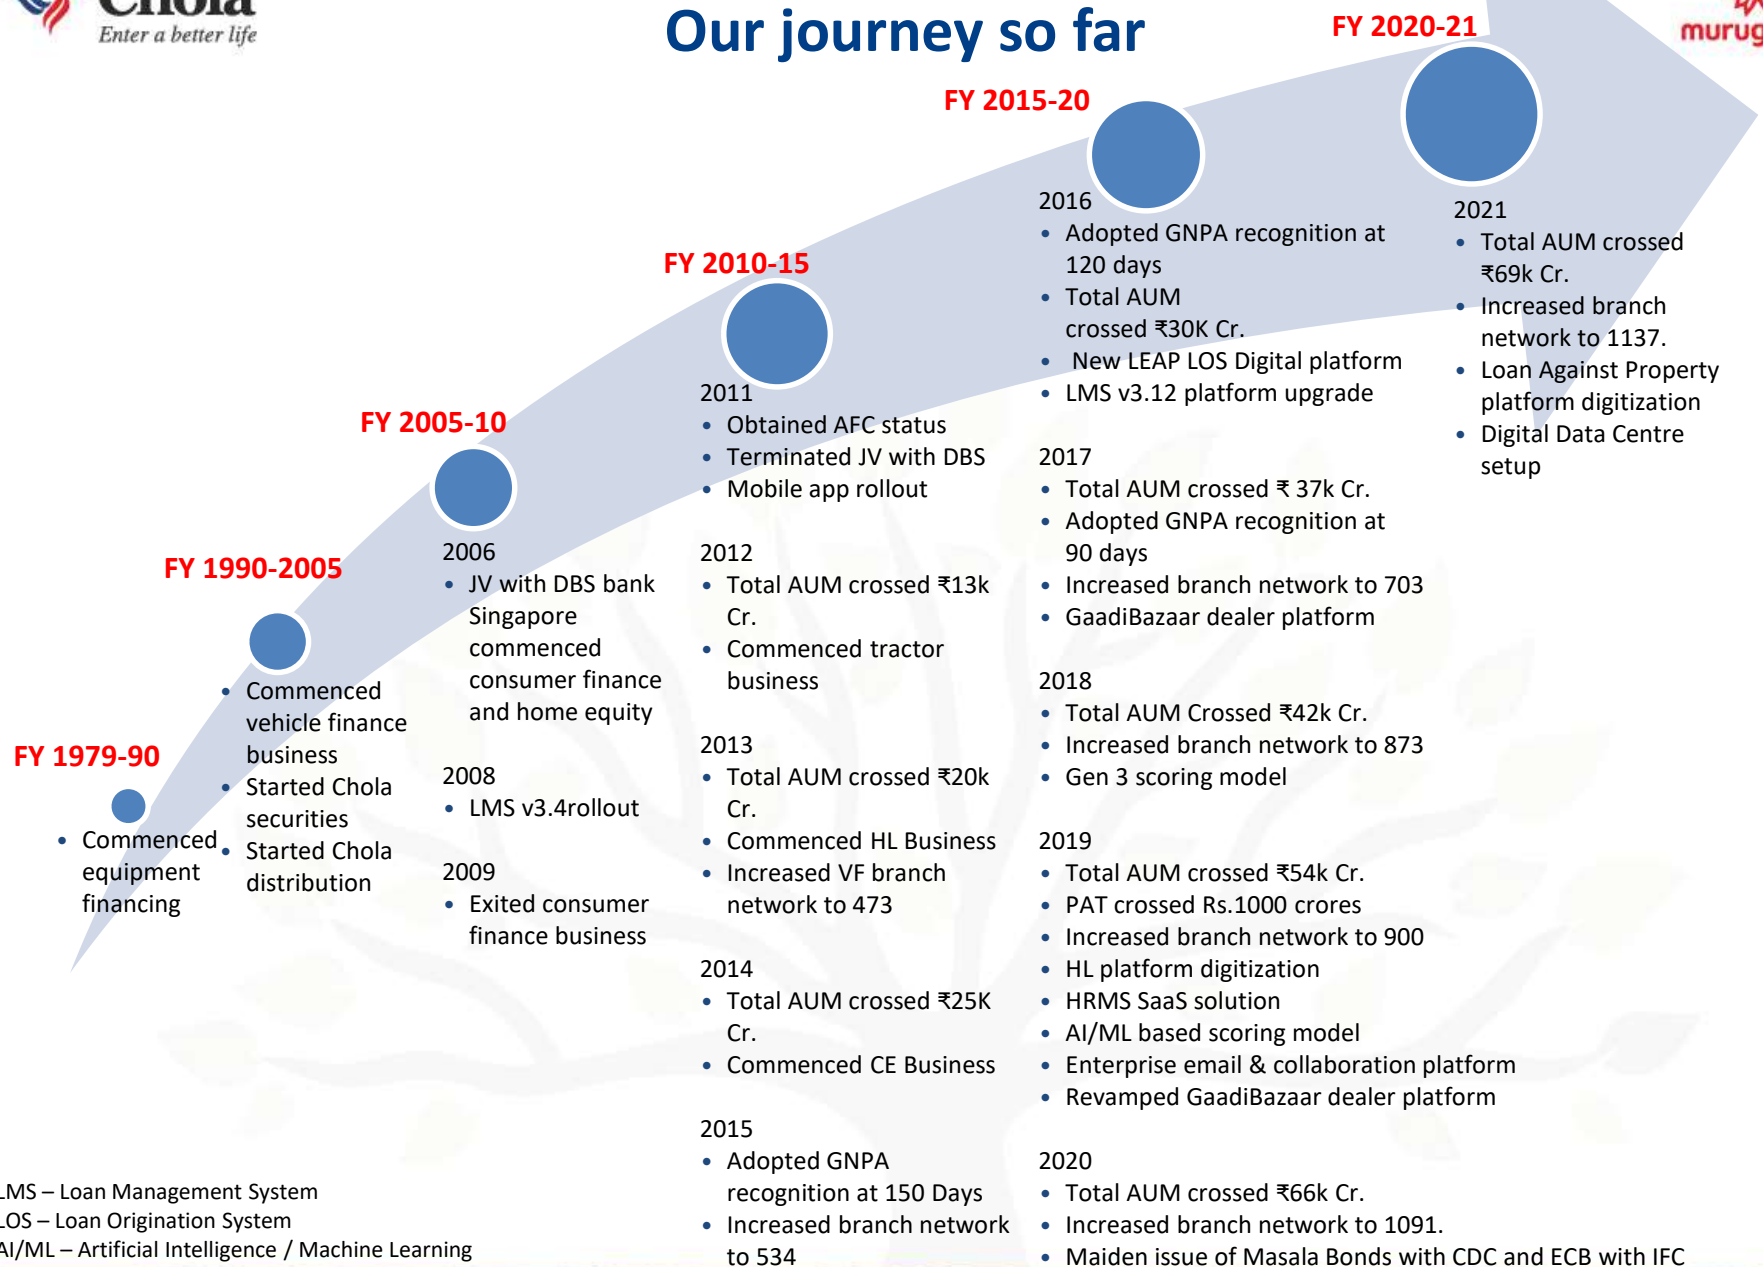 Chola
Enter a better life
Our journey so far
murug
FY 1979-90
• Commenced
equipment
financing
FY 1990-2005
• Commenced
vehicle finance
business
• Started Chola
securities
• Started Chola
distribution
FY 2005-10
2006
• JV with DBS bank
Singapore
commenced
consumer finance
and home equity
2008
• LMS v3.4rollout
2009
• Exited consumer
finance business
FY 2010-15
2011
• Obtained AFC status
• Terminated JV with DBS
• Mobile app rollout
2012
• Total AUM crossed ₹13k
Cr.
• Commenced tractor
business
2013
• Total AUM crossed ₹20k
Cr.
• Commenced HL Business
• Increased VF branch
network to 473
2014
• Total AUM crossed ₹25K
Cr.
• Commenced CE Business
2015
• Adopted GNPA
recognition at 150 Days
• Increased branch network
to 534
FY 2015-20
2016
• Adopted GNPA recognition at
120 days
• Total AUM
crossed ₹30K Cr.
• New LEAP LOS Digital platform
• LMS v3.12 platform upgrade
2017
• Total AUM crossed ₹ 37k Cr.
• Adopted GNPA recognition at
90 days
• Increased branch network to 703
• GaadiBazaar dealer platform
2018
• Total AUM Crossed ₹42k Cr.
• Increased branch network to 873
• Gen 3 scoring model
2019
• Total AUM crossed ₹54k Cr.
• PAT crossed Rs.1000 crores
• Increased branch network to 900
• HL platform digitization
• HRMS SaaS solution
• AI/ML based scoring model
• Enterprise email & collaboration platform
• Revamped GaadiBazaar dealer platform
2020
• Total AUM crossed ₹66k Cr.
• Increased branch network to 1091.
• Maiden issue of Masala Bonds with CDC and ECB with IFC
FY 2020-21
2021
• Total AUM crossed
₹69k Cr.
• Increased branch
network to 1137.
• Loan Against Property
platform digitization
• Digital Data Centre
setup
LMS – Loan Management System
LOS – Loan Origination System
AI/ML – Artificial Intelligence / Machine Learning